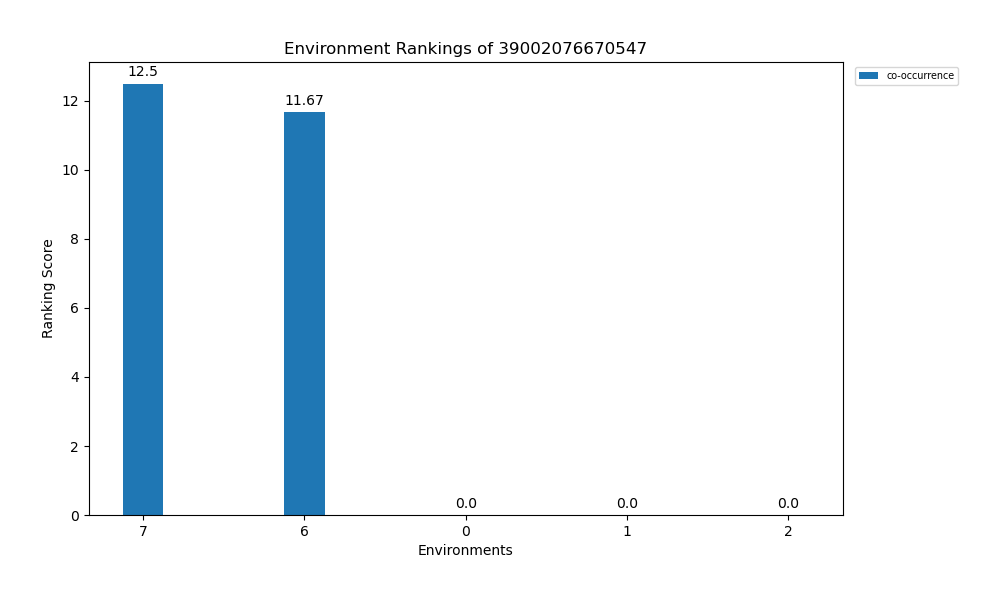 Environment Rankings of 39002076670547
co-occurrence
12.5
11.67
0.0
0.0
0.0
12
10
8
6
4
2
0
Ranking Score
7 6 0 1 2
Environments